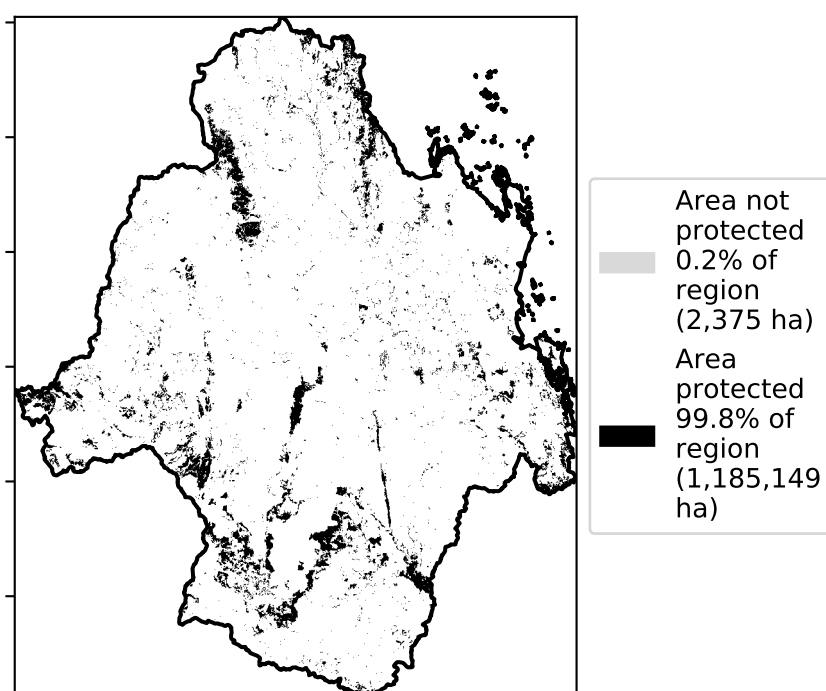 Area not
protected
0.2% of
region
(2,375 ha)
Area
protected
99.8% of
region
(1,185,149
ha)